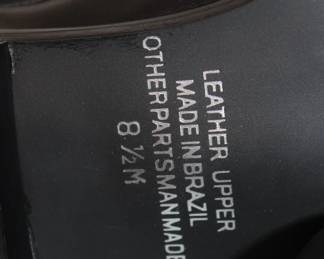 LEATHER UPPER
MADE IN BRAZIL
OTHER PARTS MAN MADE
8 ½ M